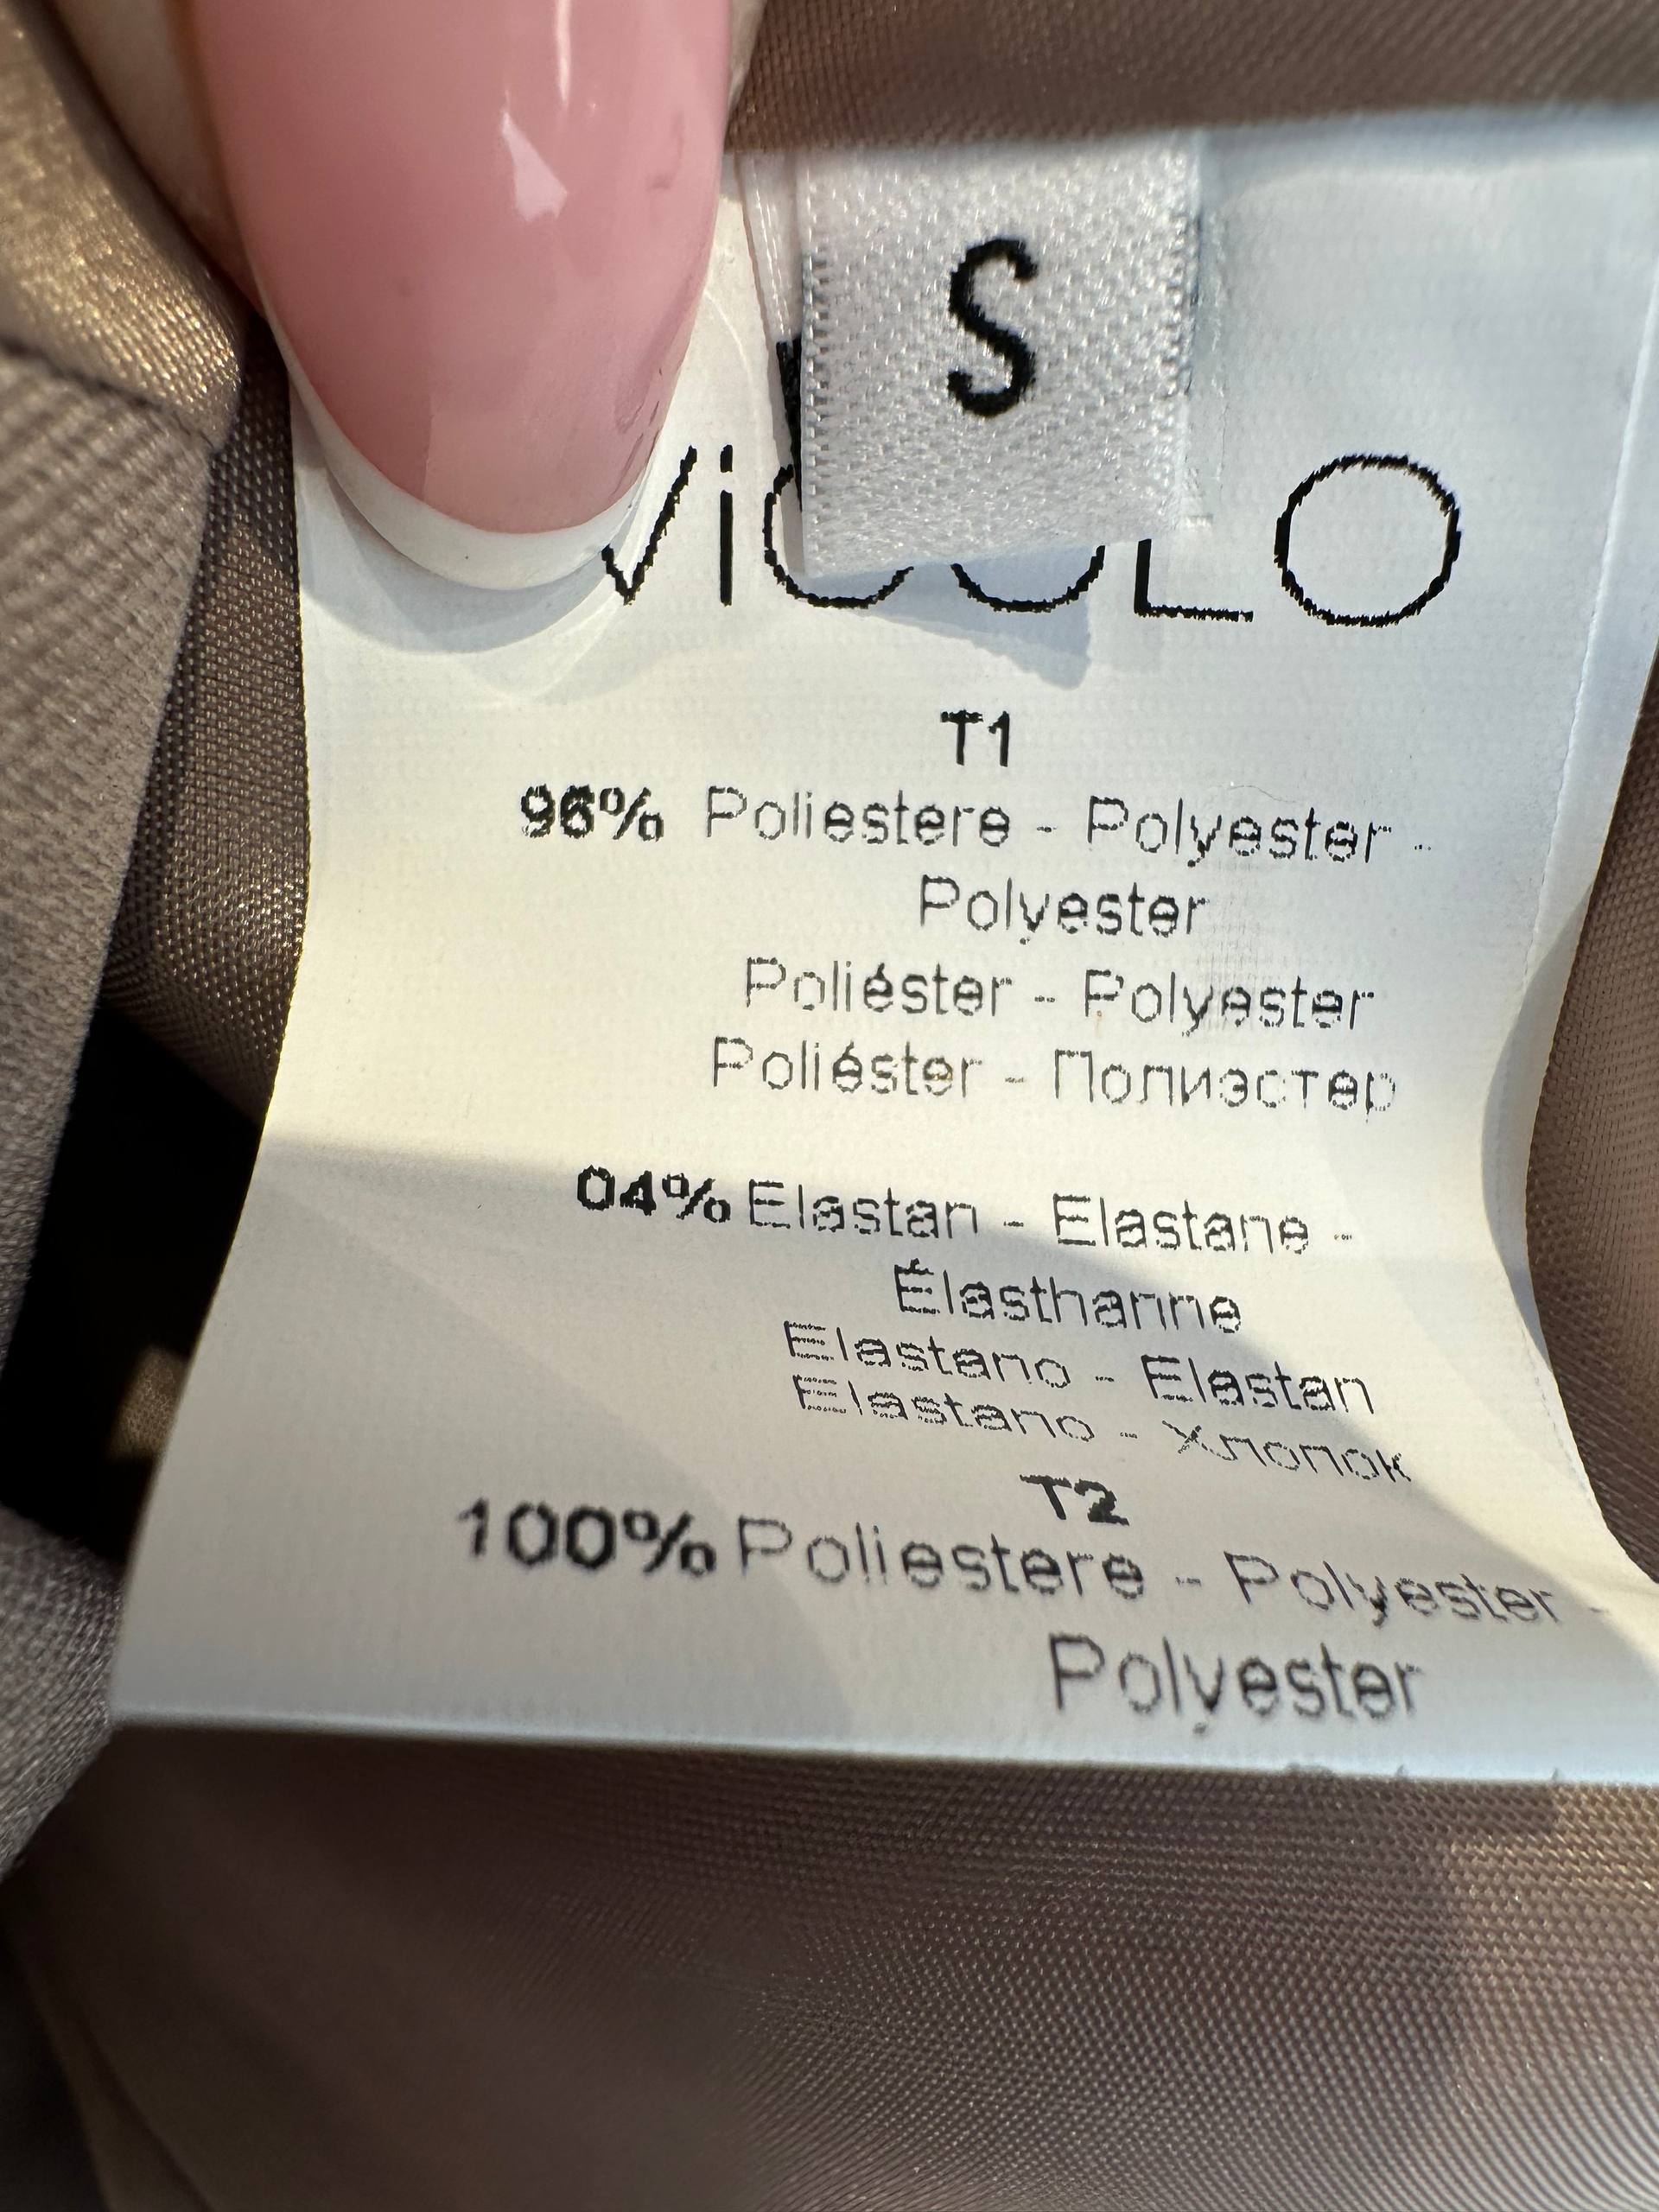 S
ViCOLO
T1
96% Poliestere - Polyester -
Polyester
Poliéster - Polyester
Poliéster - Полиэстер
04% Elastan - Elastane -
Élasthanne
Elastano - Elastan
Elastano - Хлопок
T2
100% Poliestere - Polyester -
Polyester